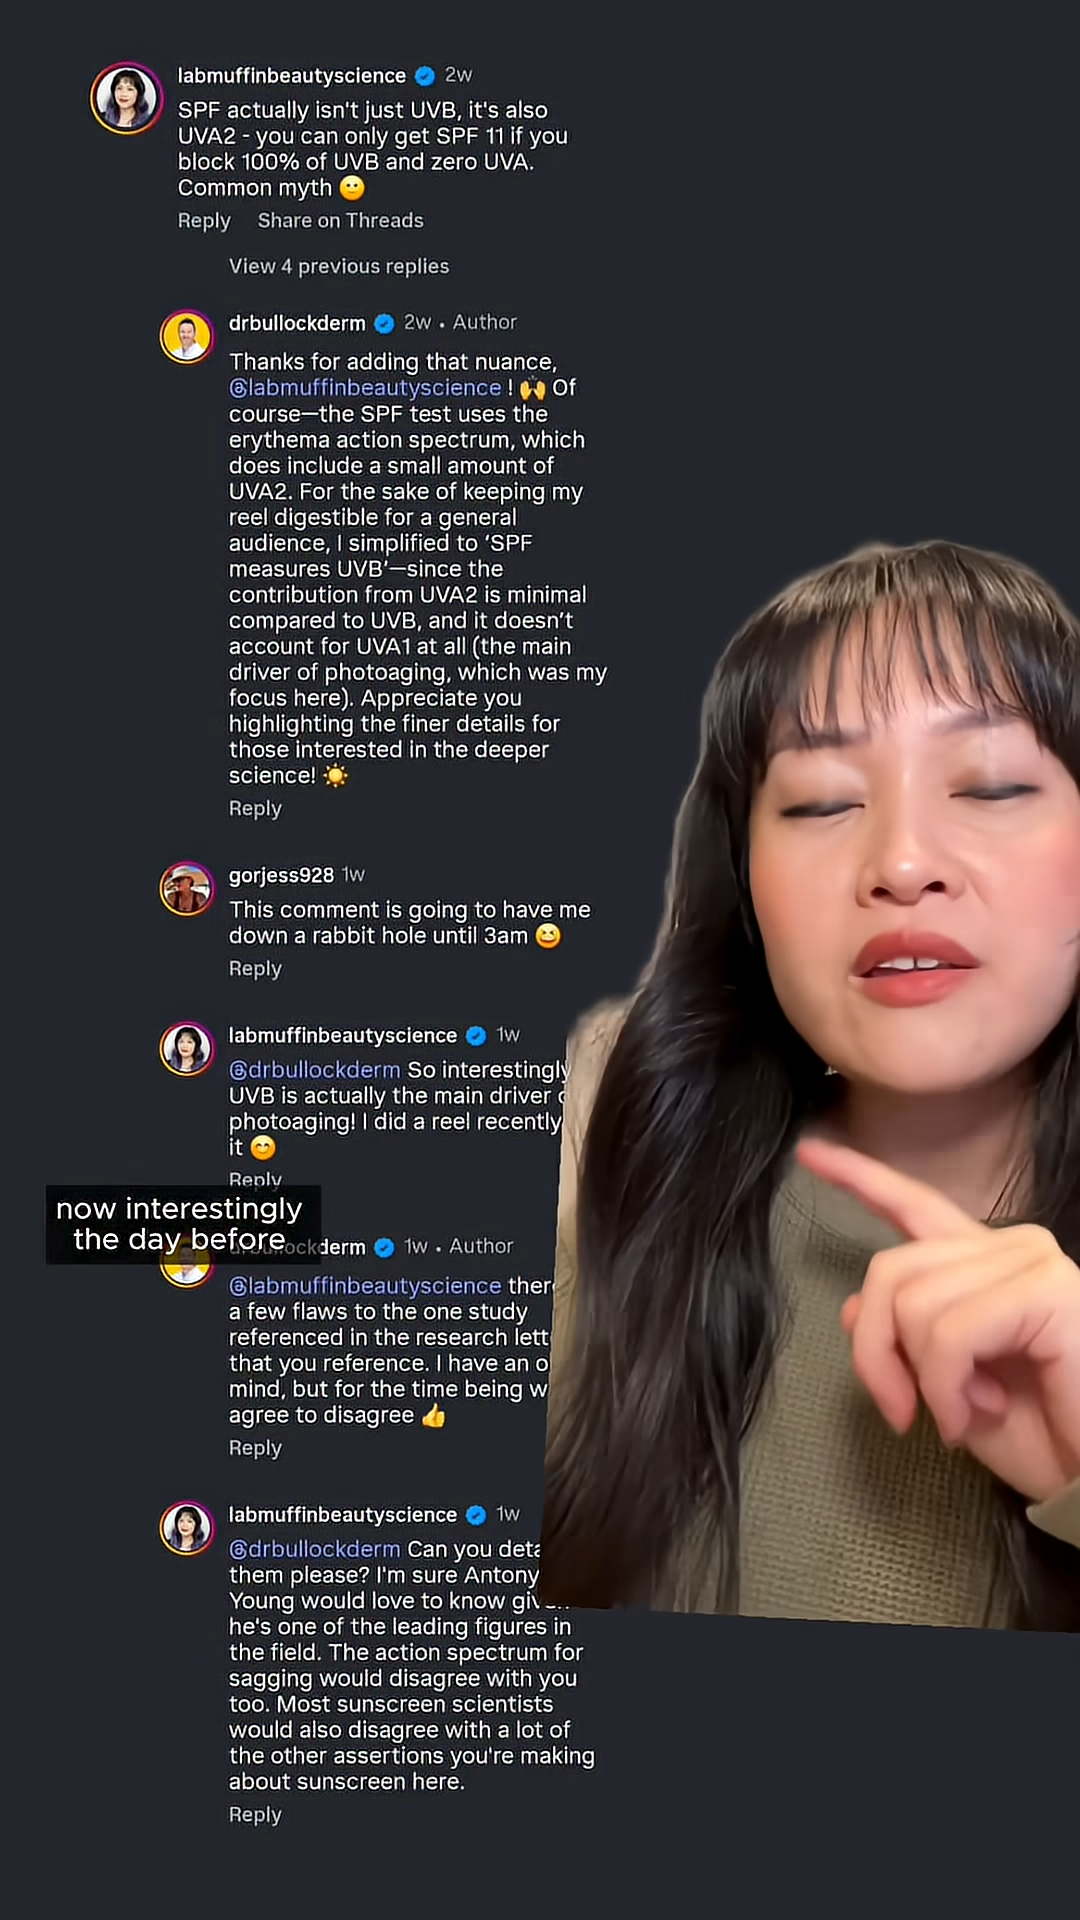 labmuffinbeautyscience 2w
SPF actually isn't just UVB, it's also
UVA2 - you can only get SPF 11 if you
block 100% of UVB and zero UVA.
Common myth 🙂
Reply Share on Threads
View 4 previous replies
drbullockderm 2w • Author
Thanks for adding that nuance,
@labmuffinbeautyscience ! 🙌 Of
course—the SPF test uses the
erythema action spectrum, which
does include a small amount of
UVA2. For the sake of keeping my
reel digestible for a general
audience, I simplified to ‘SPF
measures UVB’—since the
contribution from UVA2 is minimal
compared to UVB, and it doesn’t
account for UVA1 at all (the main
driver of photoaging, which was my
focus here). Appreciate you
highlighting the finer details for
those interested in the deeper
science! ☀️
Reply
gorjess928 1w
This comment is going to have me
down a rabbit hole until 3am 😆
Reply
labmuffinbeautyscience 1w
@drbullockderm So interestingly
UVB is actually the main driver
photoaging! I did a reel recently
it 😊
Reply
now interestingly
the day before
drbullockderm 1w • Author
@labmuffinbeautyscience
a few flaws to the one study
referenced in the research
that you reference. I have an
mind, but for the time being
agree to disagree 👍
Reply
labmuffinbeautyscience 1w
@drbullockderm Can you
them please? I'm sure Antony
Young would love to know
he's one of the leading figures in
the field. The action spectrum for
sagging would disagree with you
too. Most sunscreen scientists
would also disagree with a lot of
the other assertions you're making
about sunscreen here.
Reply